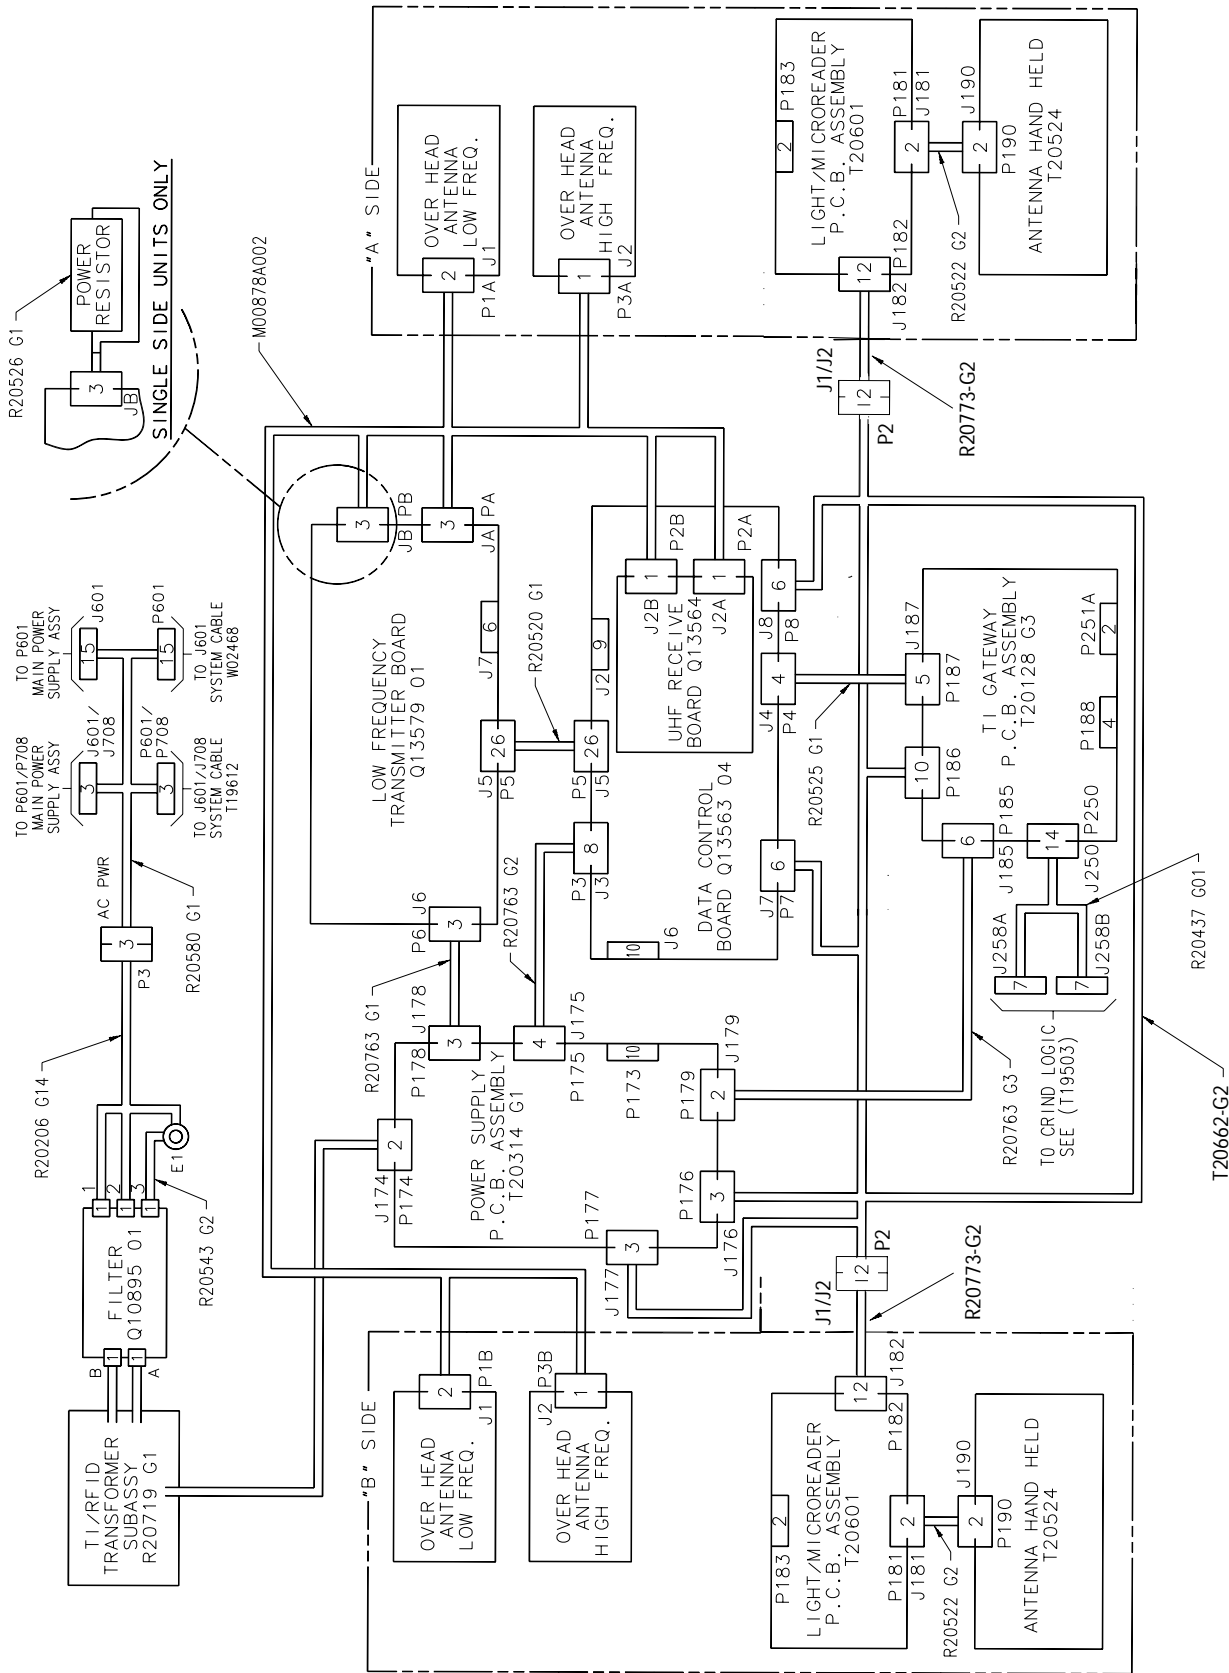 R20526 G1
POWER
RESISTOR
3
JB
SINGLE SIDE UNITS ONLY
M00878A002
"A" SIDE
OVER HEAD
ANTENNA
LOW FREQ.
2
P1A
J1
OVER HEAD
ANTENNA
HIGH FREQ.
1
P3A
J2
2
P183
LIGHT/MICROREADER
P.C.B. ASSEMBLY
T20601
12
J182
P182
2
P181
J181
R20522 G2
2
J190
P190
ANTENNA HAND HELD
T20524
J1/J2
12
P2
R20773-G2
TO P601
MAIN POWER
SUPPLY ASSY
15
J601
15
P601
TO J601
SYSTEM CABLE
W02468
TO P601/P708
MAIN POWER
SUPPLY ASSY
3
J601/
J708
P601/
P708
3
TO J601/J708
SYSTEM CABLE
T19612
AC PWR
3
P3
R20580 G1
R20206 G14
1
2
3
1
1
1
E1
R20543 G2
FILTER
Q10895 01
B
1
1
A
TI/RFID
TRANSFORMER
SUBASSY
R20719 G1
LOW FREQUENCY
TRANSMITTER BOARD
Q13579 01
3
JB
PB
3
JA
PA
6
J7
26
J5
P5
R20520 G1
26
P5
J5
3
P6
J6
R20763 G1
R20763 G2
8
P3
J3
9
J2
UHF RECEIVE
BOARD Q13564
1
J2B
P2B
1
J2A
P2A
DATA CONTROL
BOARD Q13563 04
10
J6
6
J7
P7
4
J4
P4
6
J8
P8
R20525 G1
POWER SUPPLY
P.C.B. ASSEMBLY
T20314 G1
2
J174
P174
3
P178
J178
4
P175
J175
10
P173
2
P179
J179
3
P176
J176
3
P177
J177
TI GATEWAY
P.C.B. ASSEMBLY
T20128 G3
5
J187
P187
10
P186
6
J185
P185
14
J250
P250
4
P188
2
P251A
J258A
7
7
J258B
TO CRIND LOGIC
SEE (T19503)
R20437 G01
R20763 G3
T20662-G2
"B" SIDE
OVER HEAD
ANTENNA
LOW FREQ.
2
J1
P1B
OVER HEAD
ANTENNA
HIGH FREQ.
1
J2
P3B
J1/J2
12
P2
R20773-G2
2
P183
LIGHT/MICROREADER
P.C.B. ASSEMBLY
T20601
12
P182
J182
2
P181
J181
R20522 G2
2
J190
P190
ANTENNA HAND HELD
T20524